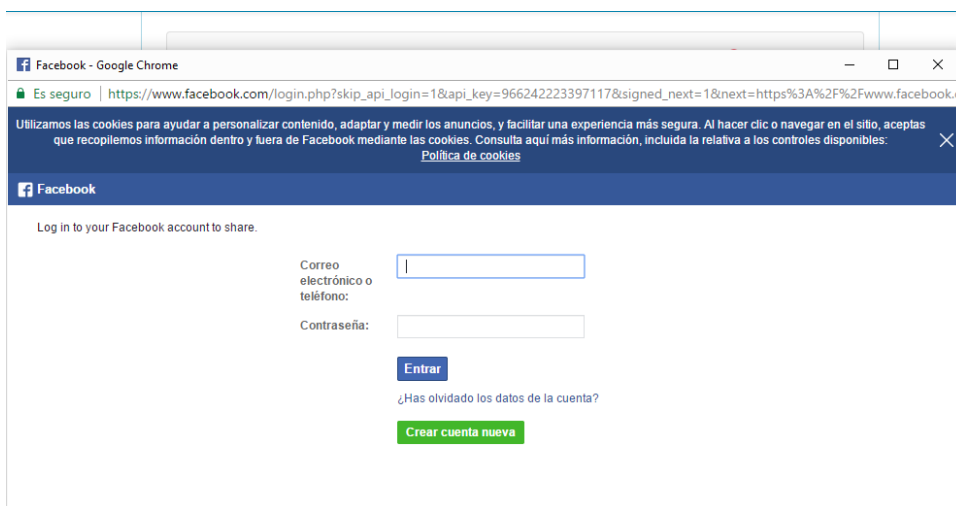 Facebook - Google Chrome
Es seguro | https://www.facebook.com/login.php?skip_api_login=1&api_key=966242223397117&signed_next=1&next=https%3A%2F%2Fwww.facebook.
Utilizamos las cookies para ayudar a personalizar contenido, adaptar y medir los anuncios, y facilitar una experiencia más segura. Al hacer clic o navegar en el sitio, aceptas
que recopilemos información dentro y fuera de Facebook mediante las cookies. Consulta aquí más información, incluida la relativa a los controles disponibles:
Política de cookies
Facebook
Log in to your Facebook account to share.
Correo
electrónico o
teléfono:
Contraseña:
Entrar
¿Has olvidado los datos de la cuenta?
Crear cuenta nueva